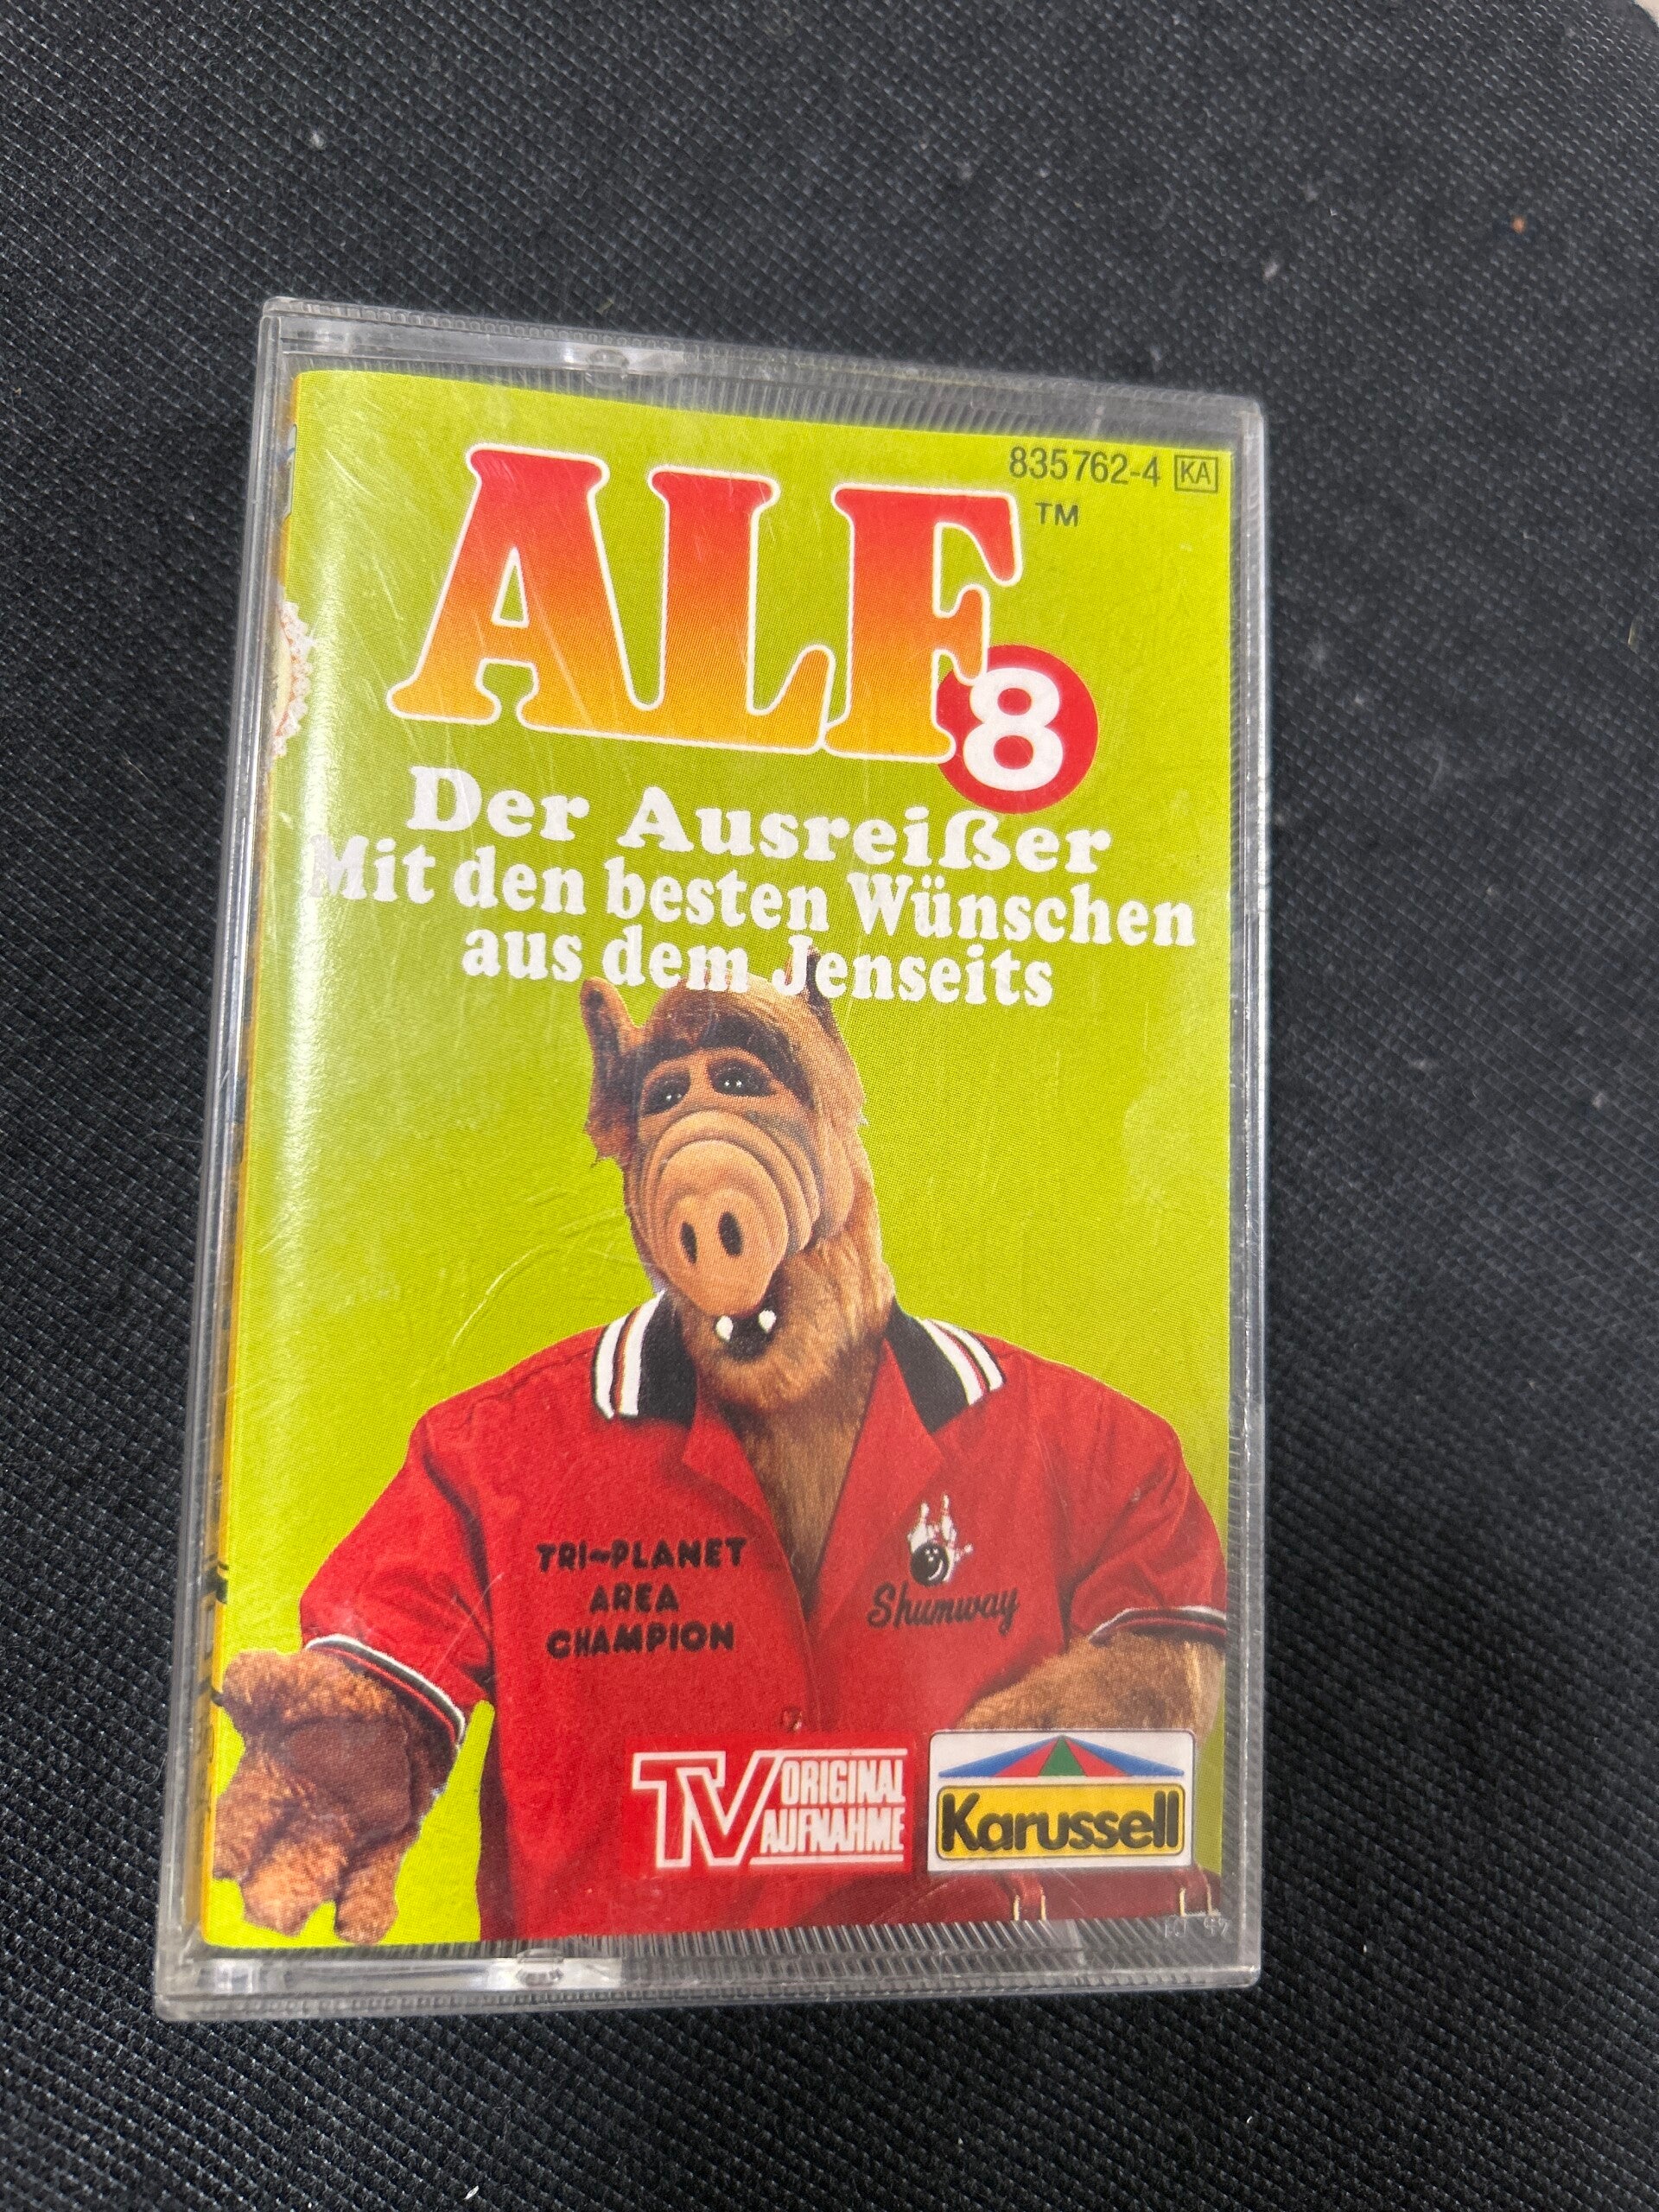 835762-4 KA
ALF™
8
Der Ausreißer
Mit den besten Wünschen
aus dem Jenseits
TRI-PLANET
AREA
CHAMPION
Shumway
TV ORIGINAL
AUFNAHME
Karussell